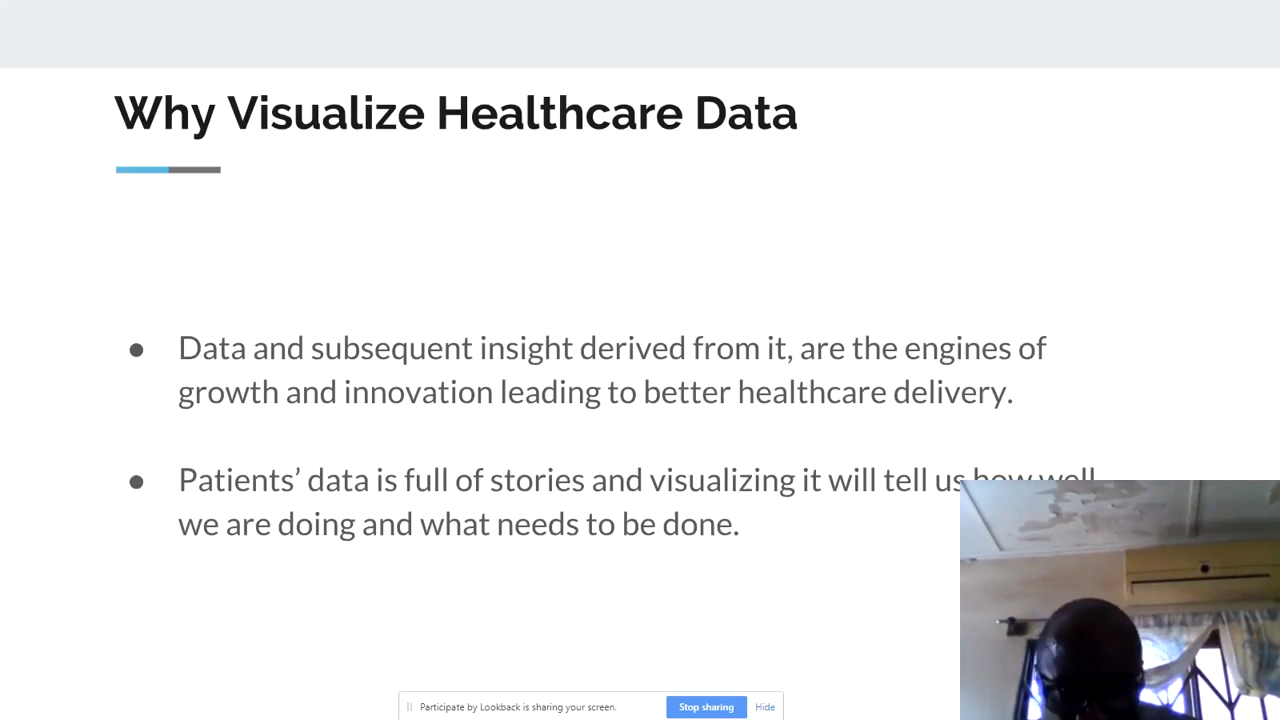 Why Visualize Healthcare Data
● Data and subsequent insight derived from it, are the engines of
growth and innovation leading to better healthcare delivery.
● Patients’ data is full of stories and visualizing it will tell us how well
we are doing and what needs to be done.
Participate by Lookback is sharing your screen. Stop sharing Hide